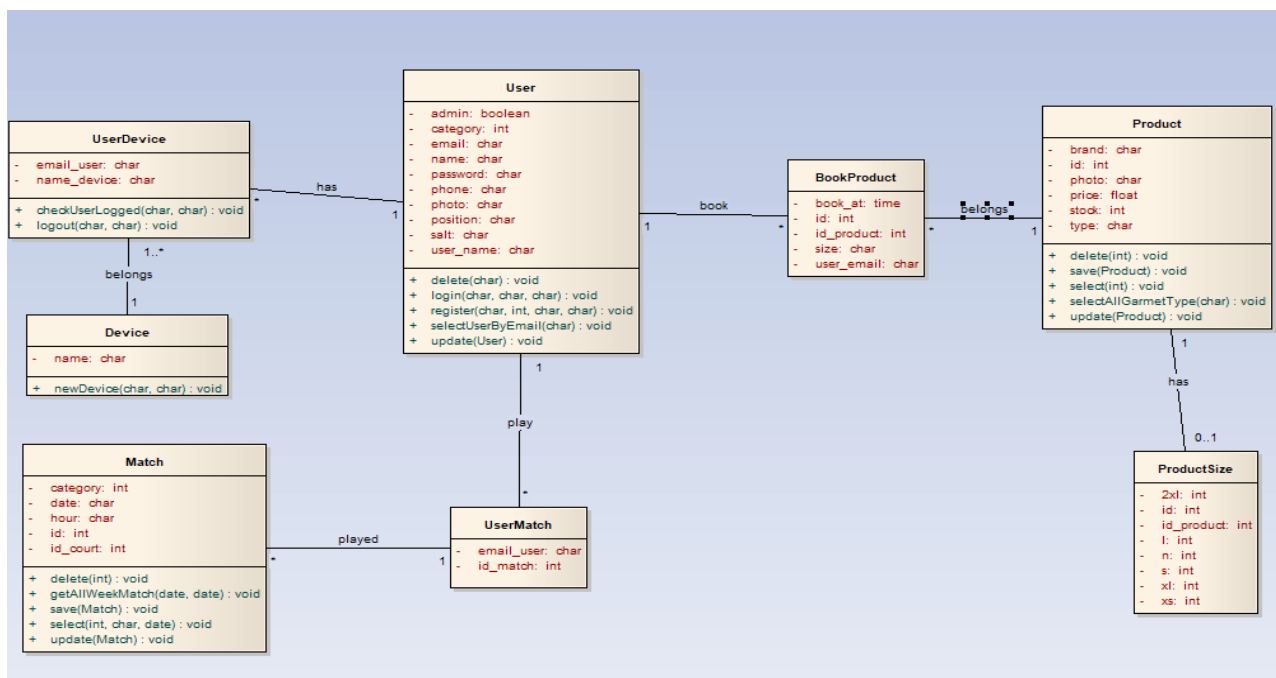 UserDevice
- email_user: char
- name_device: char
+ checkUserLogged(char, char) : void
+ logout(char, char) : void
has
*
1
1..*
belongs
1
Device
- name: char
+ newDevice(char, char) : void
User
- admin: boolean
- category: int
- email: char
- name: char
- password: char
- phone: char
- photo: char
- position: char
- salt: char
- user_name: char
+ delete(char) : void
+ login(char, char, char) : void
+ register(char, int, char, char) : void
+ selectUserByEmail(char) : void
+ update(User) : void
book
1
*
BookProduct
- book_at: time
- id: int
- id_product: int
- size: char
- user_email: char
belongs
*
1
Product
- brand: char
- id: int
- photo: char
- price: float
- stock: int
- type: char
+ delete(int) : void
+ save(Product) : void
+ select(int) : void
+ selectAllGarmetType(char) : void
+ update(Product) : void
1
has
0..1
ProductSize
- 2xl: int
- id: int
- id_product: int
- l: int
- n: int
- s: int
- xl: int
- xs: int
1
play
*
UserMatch
- email_user: char
- id_match: int
played
*
1
Match
- category: int
- date: char
- hour: char
- id: int
- id_court: int
+ delete(int) : void
+ getAllWeekMatch(date, date) : void
+ save(Match) : void
+ select(int, char, date) : void
+ update(Match) : void